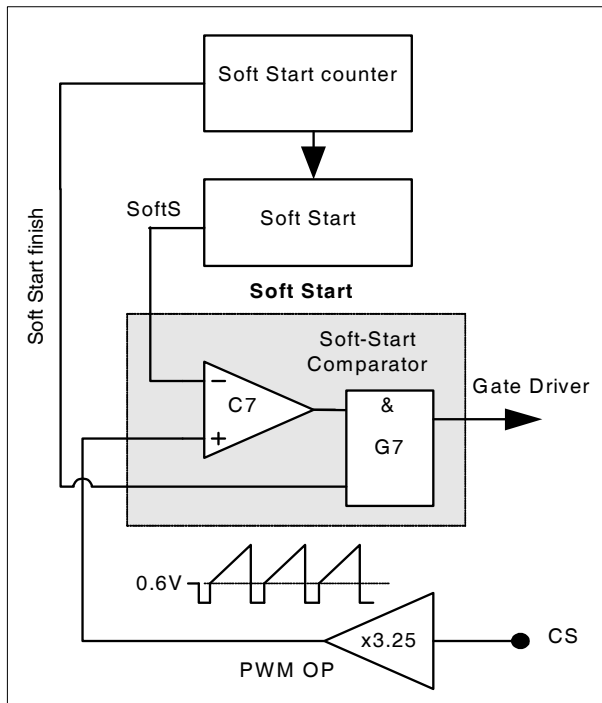 Soft Start counter
Soft Start finish
SoftS
Soft Start
Soft Start
Soft-Start
Comparator
Gate Driver
−
C7
+
&
G7
0.6V
x3.25
CS
PWM OP